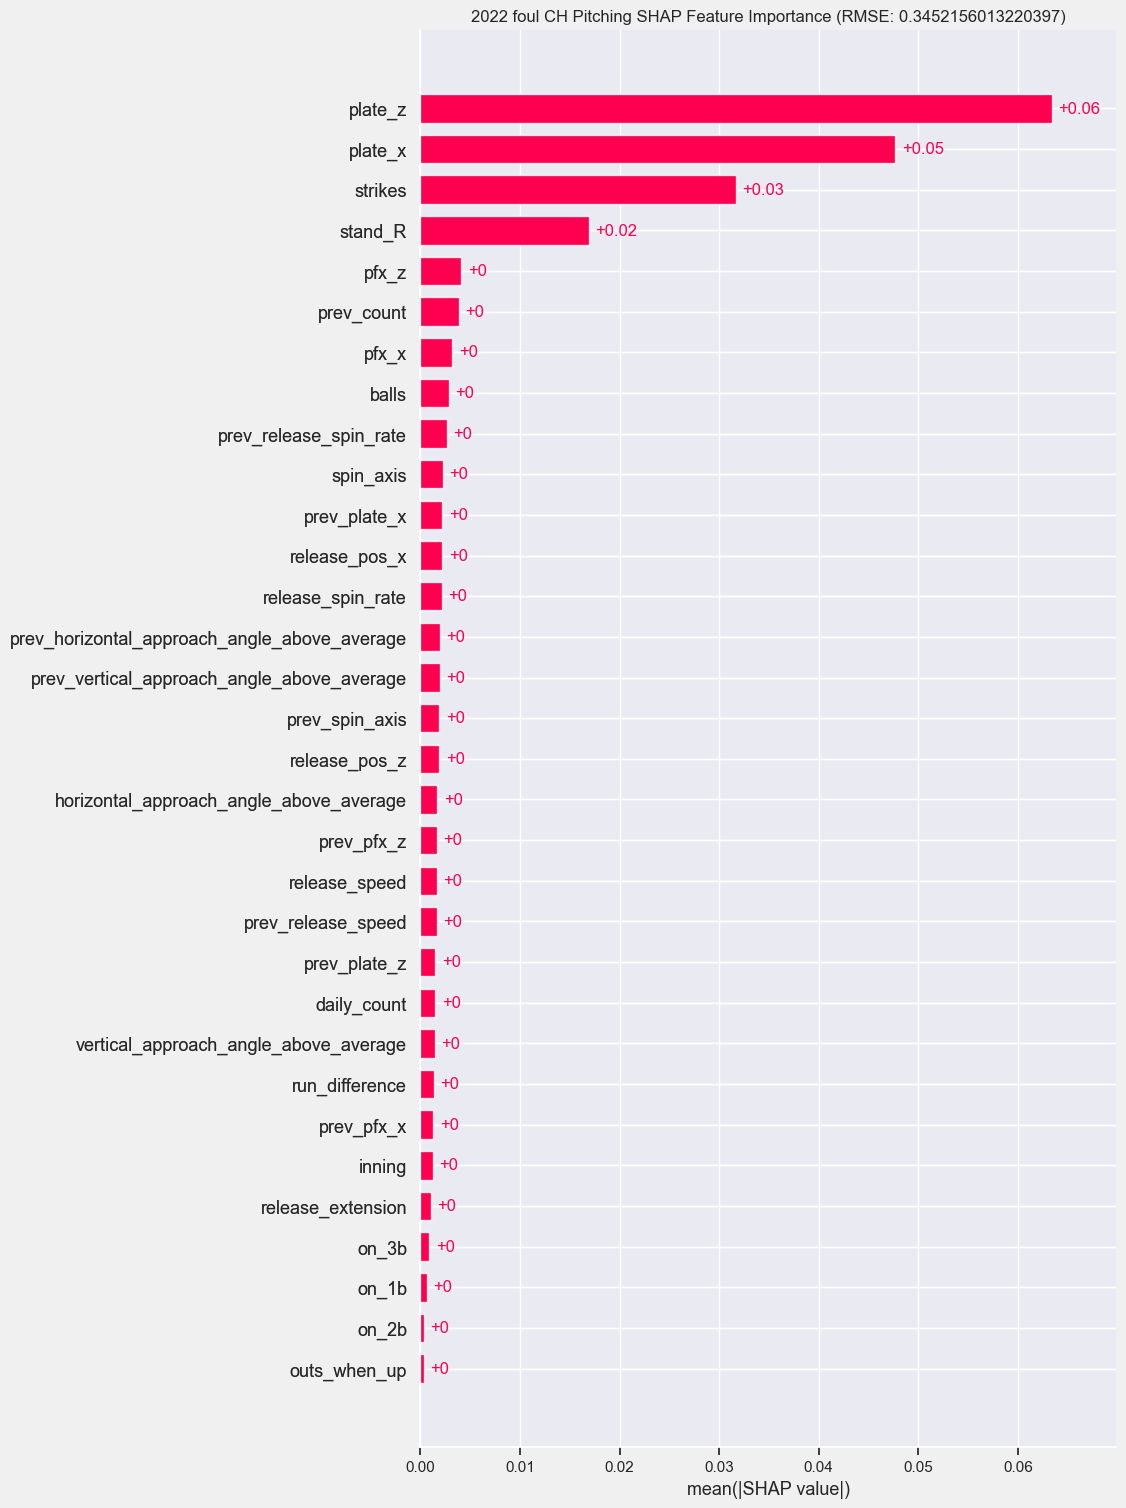 2022 foul CH Pitching SHAP Feature Importance (RMSE: 0.3452156013220397)
plate_z +0.06
plate_x +0.05
strikes +0.03
stand_R +0.02
pfx_z +0
prev_count +0
pfx_x +0
balls +0
prev_release_spin_rate +0
spin_axis +0
prev_plate_x +0
release_pos_x +0
release_spin_rate +0
prev_horizontal_approach_angle_above_average +0
prev_vertical_approach_angle_above_average +0
prev_spin_axis +0
release_pos_z +0
horizontal_approach_angle_above_average +0
prev_pfx_z +0
release_speed +0
prev_release_speed +0
prev_plate_z +0
daily_count +0
vertical_approach_angle_above_average +0
run_difference +0
prev_pfx_x +0
inning +0
release_extension +0
on_3b +0
on_1b +0
on_2b +0
outs_when_up +0
0.00 0.01 0.02 0.03 0.04 0.05 0.06
mean(|SHAP value|)